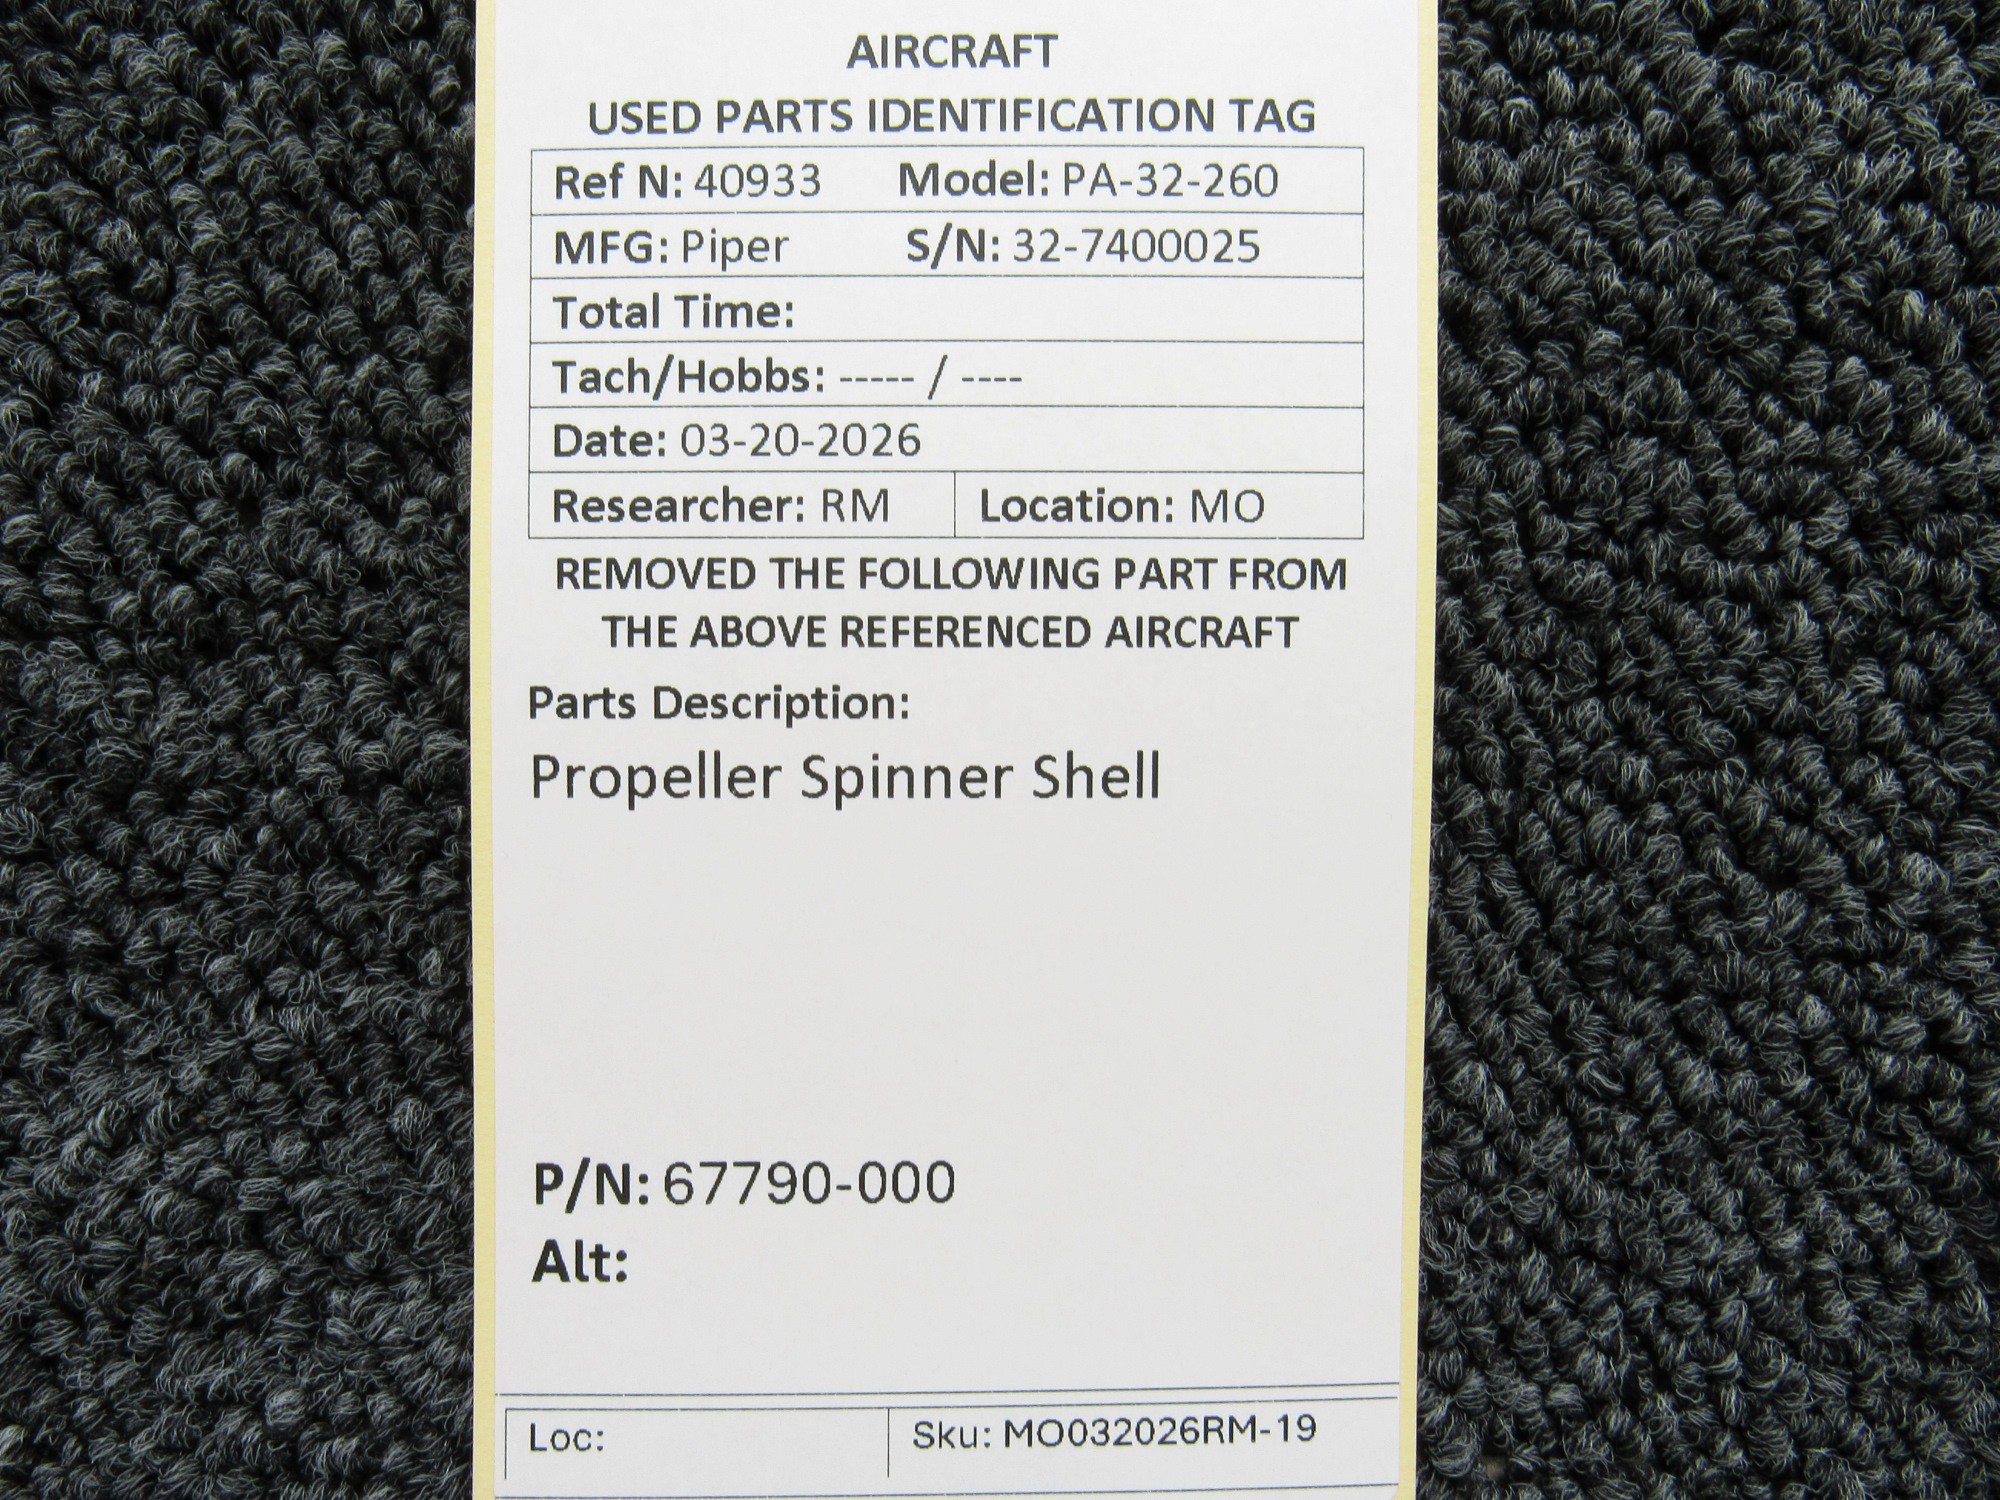 AIRCRAFT
USED PARTS IDENTIFICATION TAG
Ref N: 40933 Model: PA-32-260
MFG: Piper S/N: 32-7400025
Total Time:
Tach/Hobbs: ----- / ----
Date: 03-20-2026
Researcher: RM Location: MO
REMOVED THE FOLLOWING PART FROM
THE ABOVE REFERENCED AIRCRAFT
Parts Description:
Propeller Spinner Shell
P/N: 67790-000
Alt:
Loc: Sku: MO032026RM-19